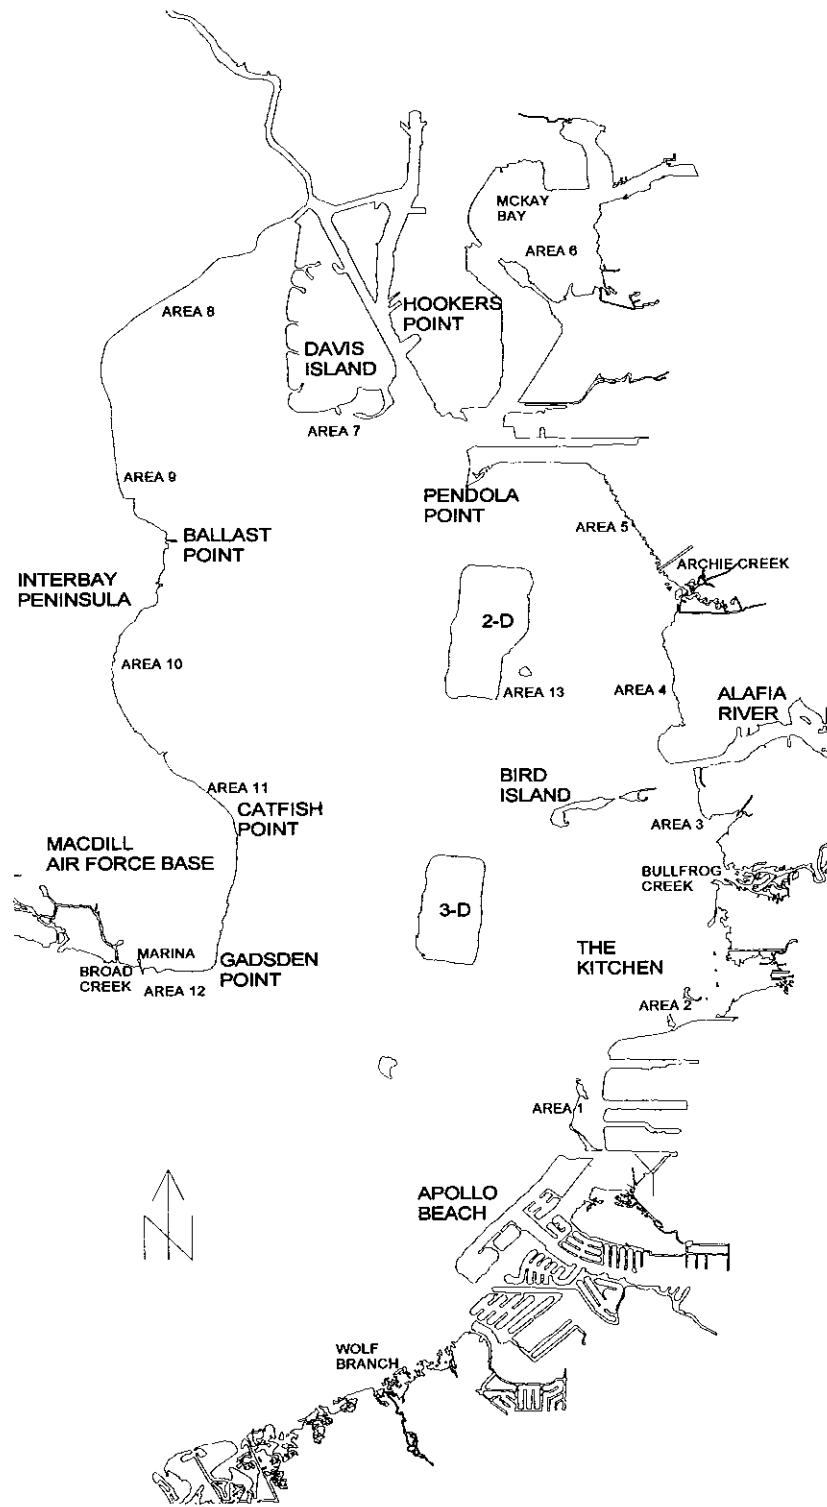 MCKAY
BAY
AREA 6
AREA 8
HOOKERS
POINT
DAVIS
ISLAND
AREA 7
AREA 9
PENDOLA
POINT
AREA 5
BALLAST
POINT
ARCHIE CREEK
INTERBAY
PENINSULA
2-D
AREA 10
AREA 13
AREA 4
ALAFIA
RIVER
BIRD
ISLAND
AREA 11
CATFISH
POINT
AREA 3
MACDILL
AIR FORCE BASE
BULLFROG
CREEK
3-D
MARINA
GADSDEN
POINT
THE
KITCHEN
BROAD
CREEK
AREA 12
AREA 2
AREA 1
APOLLO
BEACH
N
WOLF
BRANCH